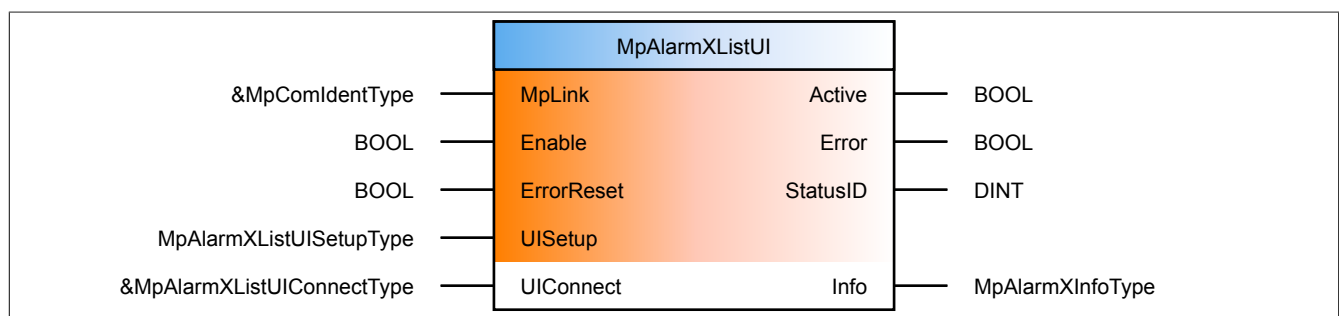 MpAlarmXListUI
&MpComIdentType MpLink Active BOOL
BOOL Enable Error BOOL
BOOL ErrorReset StatusID DINT
MpAlarmXListUISetupType UISetup
&MpAlarmXListUIConnectType UIConnect Info MpAlarmXInfoType